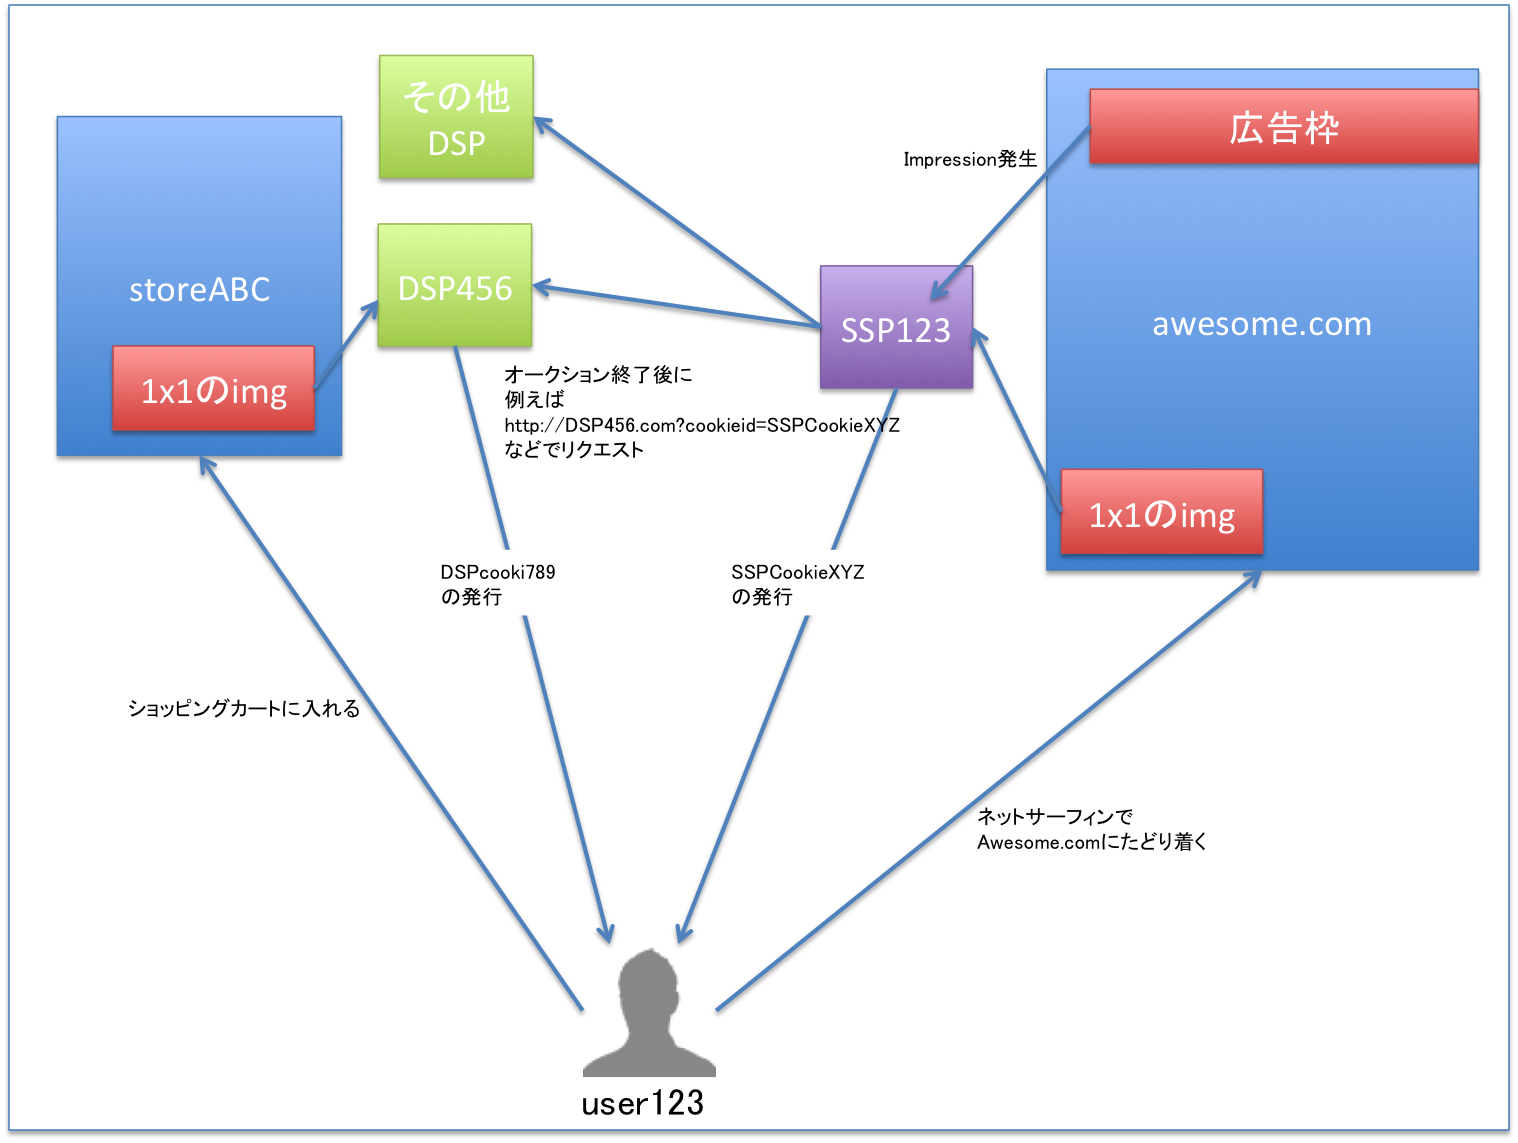 その他
DSP
広告枠
Impression発生
storeABC
DSP456
SSP123
awesome.com
1x1のimg
オークション終了後に
例えば
http://DSP456.com?cookieid=SSPCookieXYZ
などでリクエスト
1x1のimg
DSPcooki789
の発行
SSPCookieXYZ
の発行
ショッピングカートに入れる
ネットサーフィンで
Awesome.comにたどり着く
user123